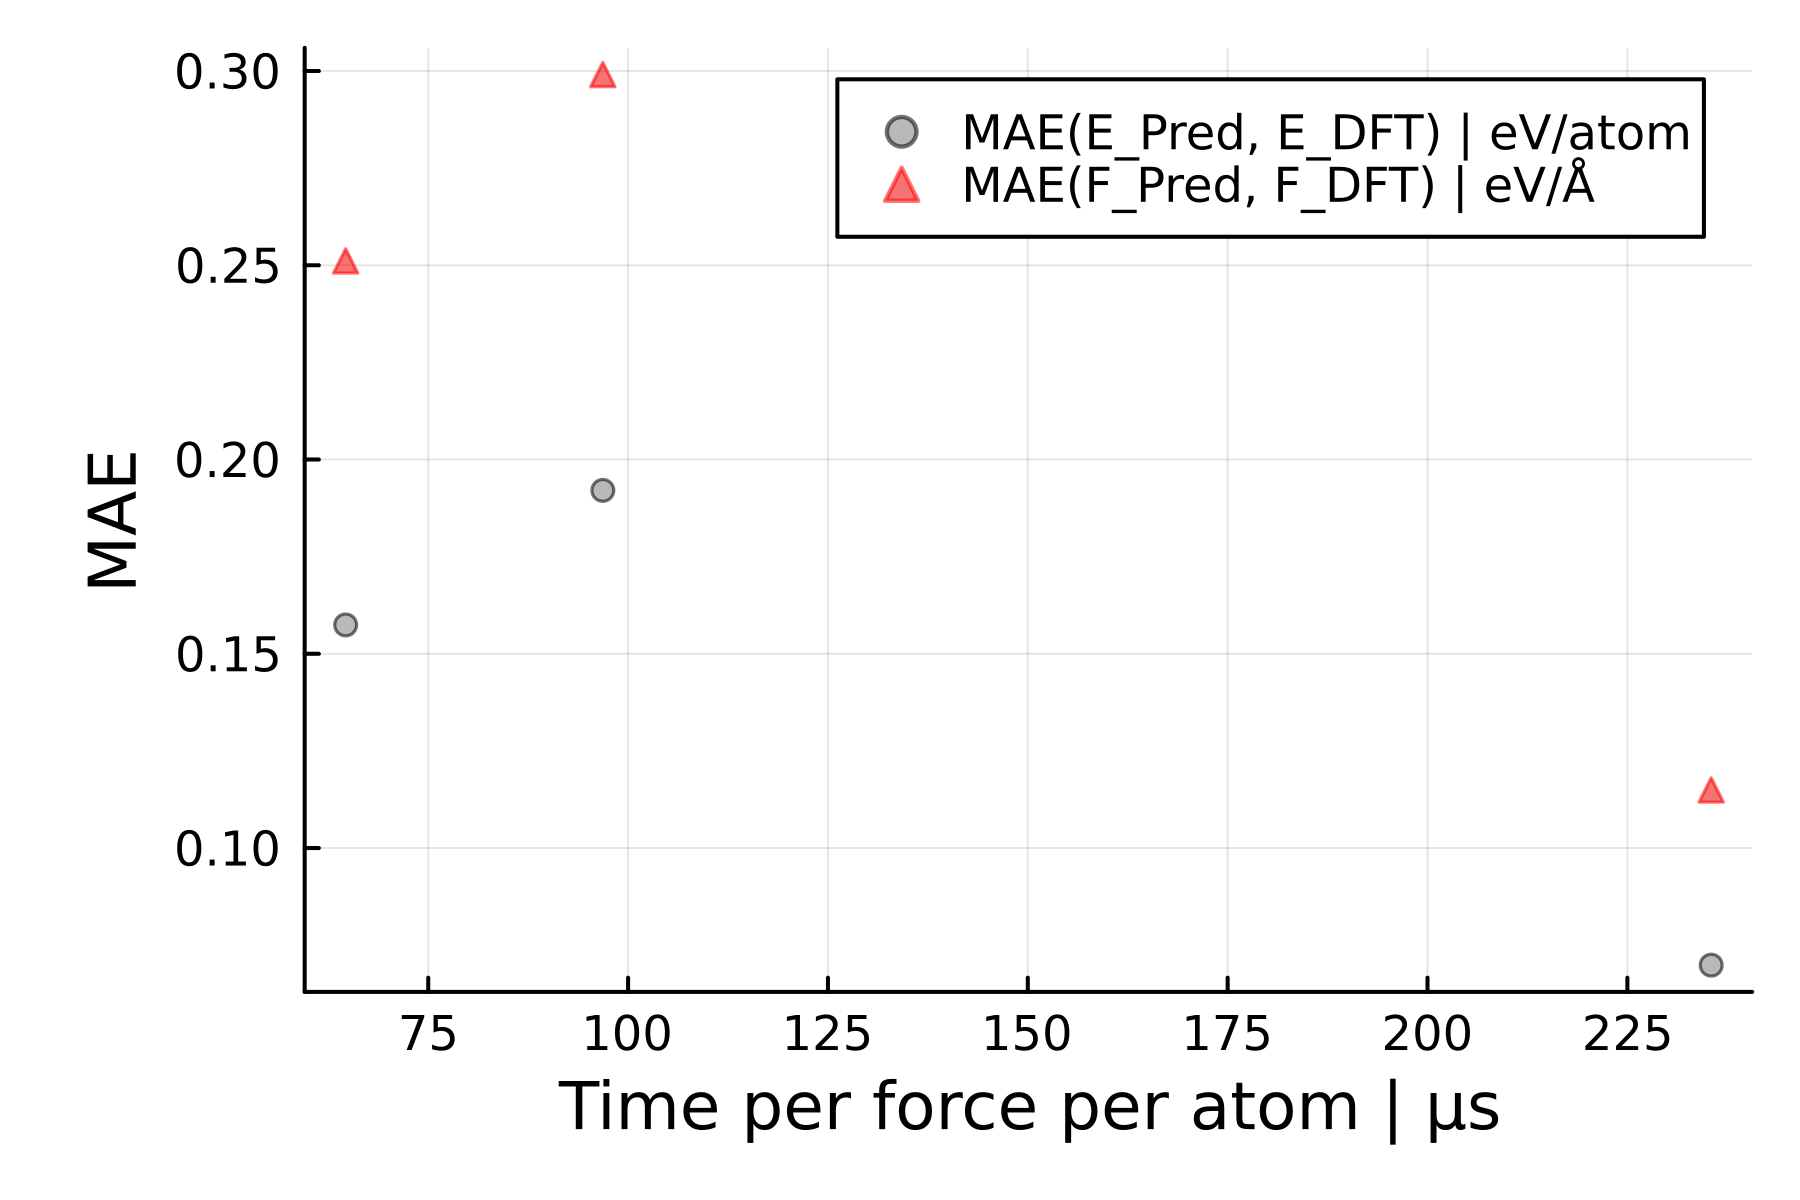 0.30
0.25
0.20
0.15
0.10
MAE
MAE(E_Pred, E_DFT) | eV/atom
MAE(F_Pred, F_DFT) | eV/Å
75 100 125 150 175 200 225
Time per force per atom | μs